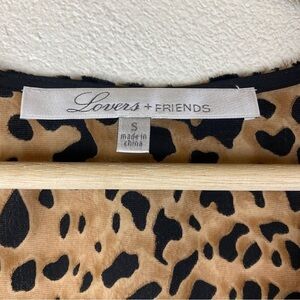 Lovers + FRIENDS
S
made in
china